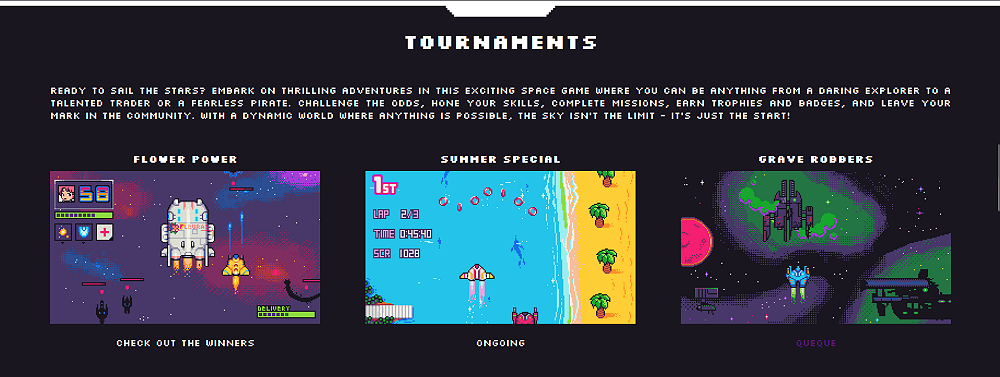 TOURNAMENTS
READY TO SAIL THE STARS? EMBARK ON THRILLING ADVENTURES IN THIS EXCITING SPACE GAME WHERE YOU CAN BE ANYTHING FROM A DARING EXPLORER TO A
TALENTED TRADER OR A FEARLESS PIRATE. CHALLENGE THE ODDS, HONE YOUR SKILLS, COMPLETE MISSIONS, EARN TROPHIES AND BADGES, AND LEAVE YOUR
MARK IN THE COMMUNITY. WITH A DYNAMIC WORLD WHERE ANYTHING IS POSSIBLE, THE SKY ISN'T THE LIMIT - IT'S JUST THE START!
FLOWER POWER
SUMMER SPECIAL
GRAVE ROBBERS
58
DELIVERY
1ST
LAP 2/3
TIME 0:45:40
SCR 1028
CHECK OUT THE WINNERS
ONGOING
QUEQUE